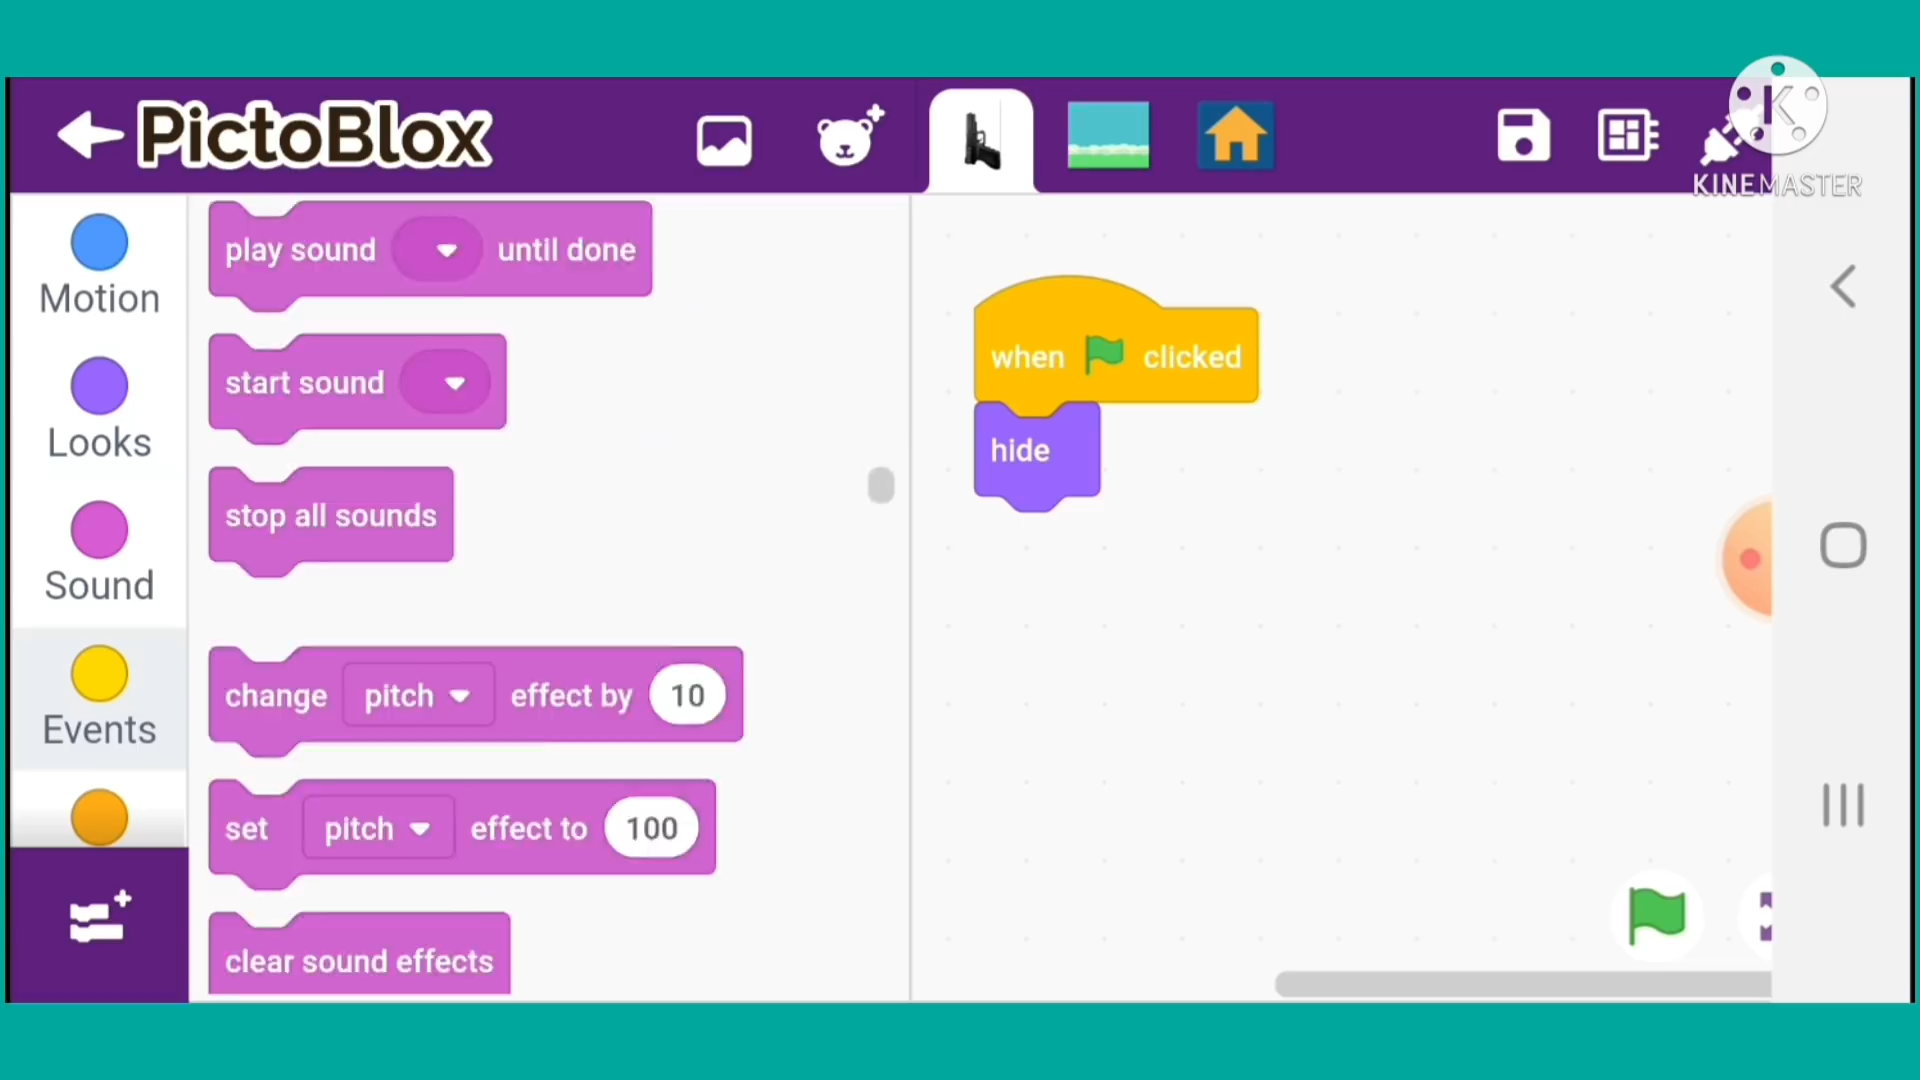 PictoBlox
KINEMASTER
Motion
Looks
Sound
Events
play sound until done
start sound
stop all sounds
change pitch effect by 10
set pitch effect to 100
clear sound effects
when clicked
hide